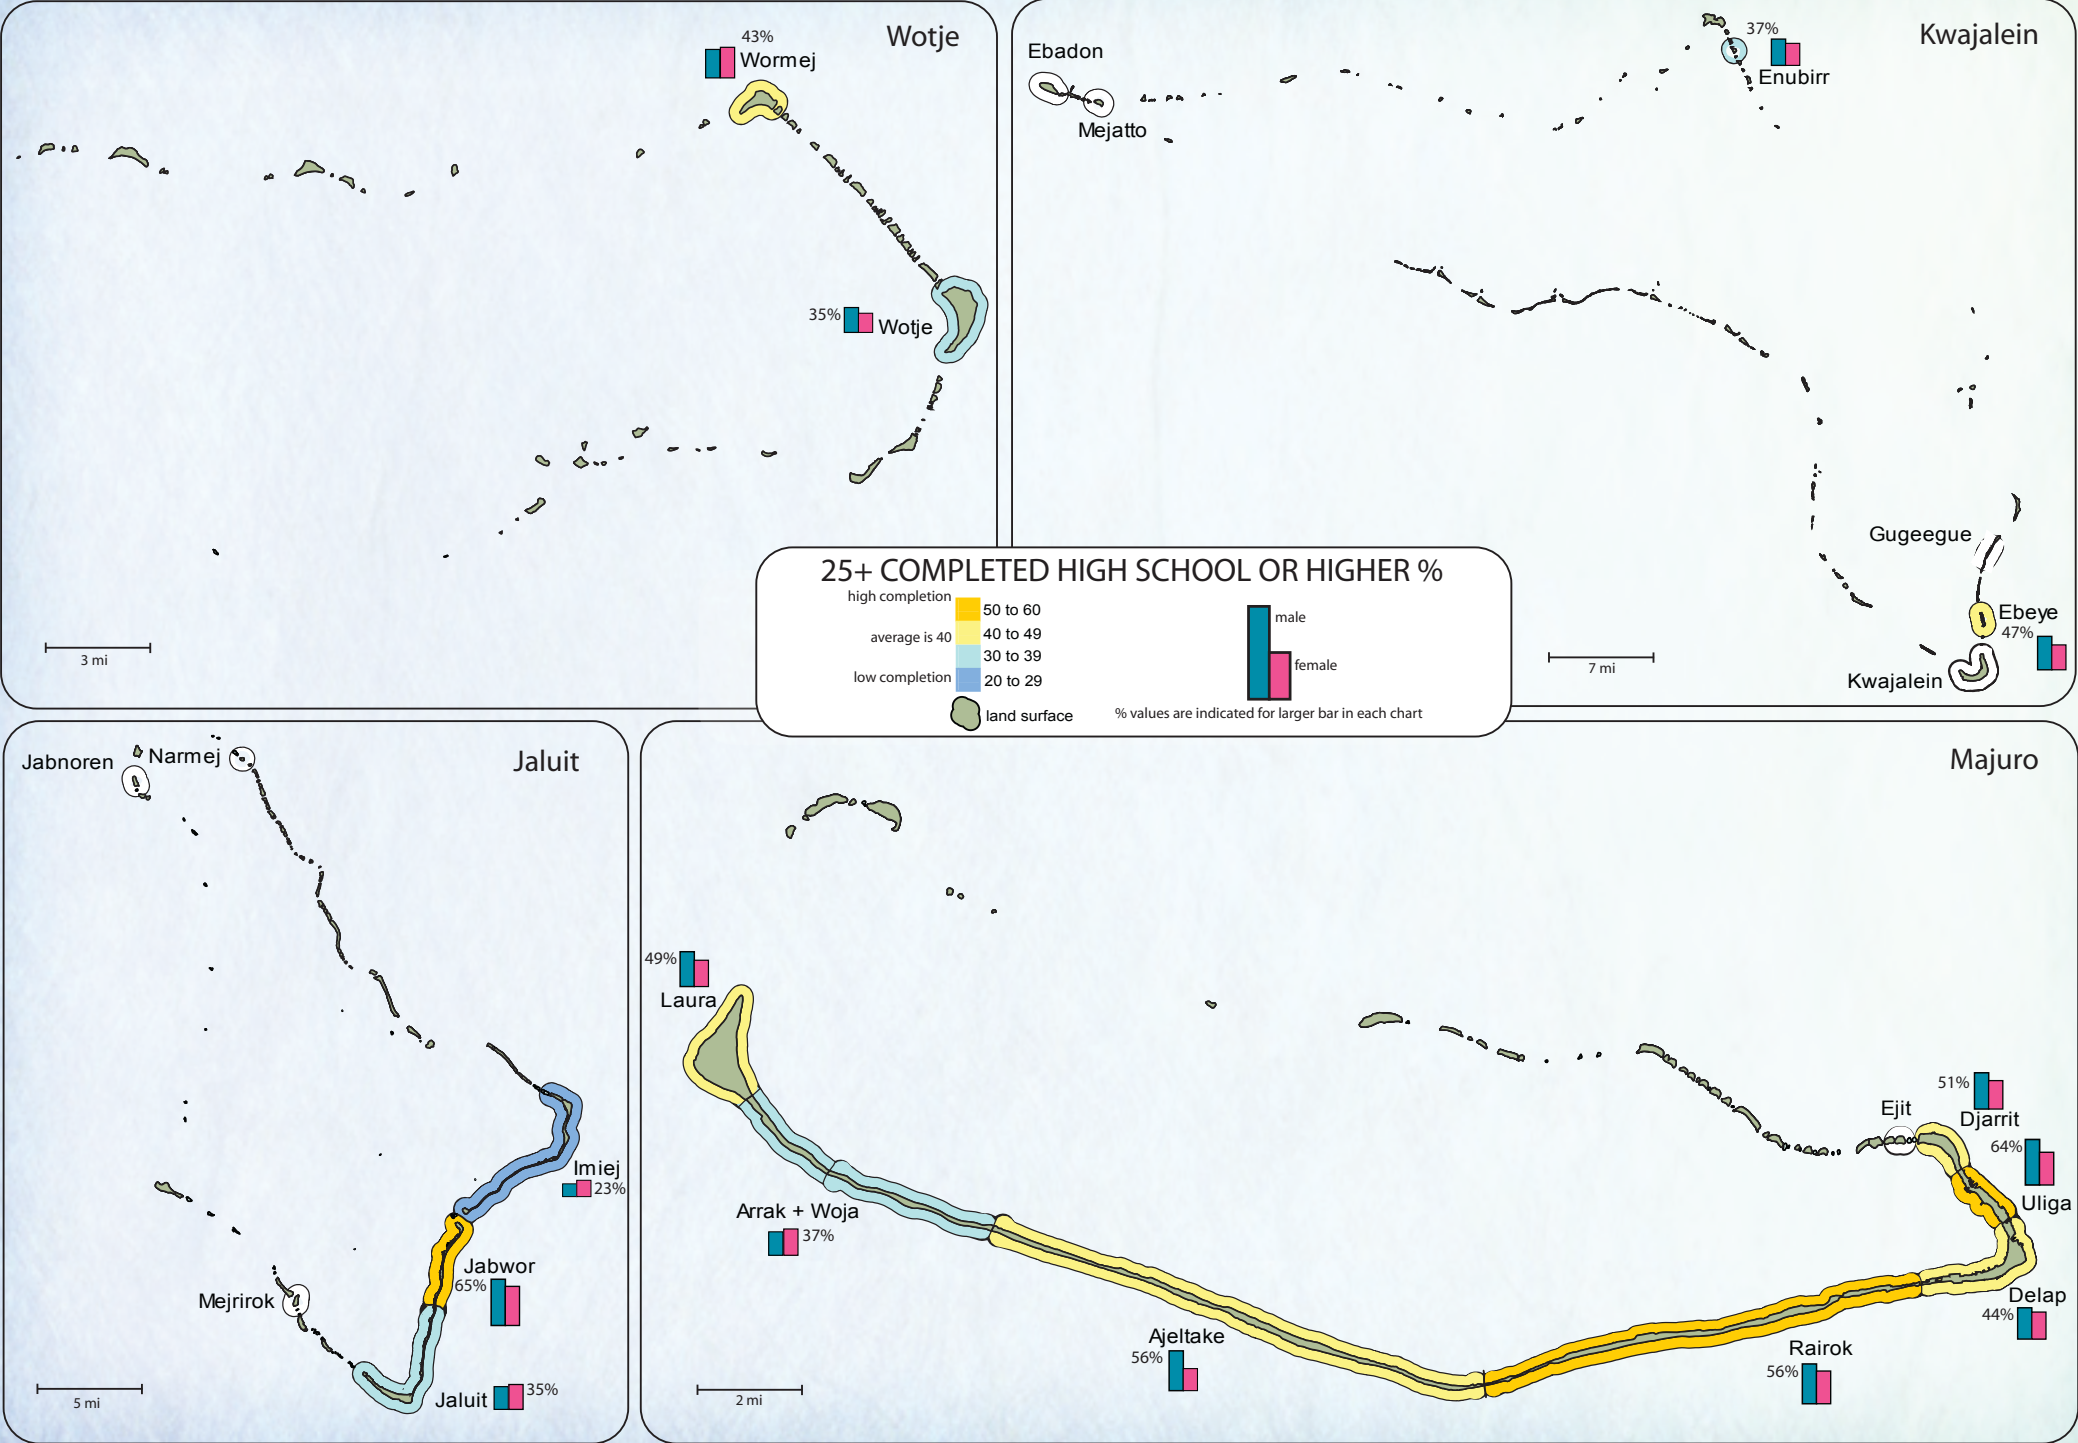 Wotje
43%
Wormej
35%
Wotje
3 mi
Kwajalein
Ebadon
Mejatto
37%
Enubirr
Gugeegue
Ebeye
47%
Kwajalein
7 mi
25+ COMPLETED HIGH SCHOOL OR HIGHER %
high completion
50 to 60
average is 40
40 to 49
30 to 39
low completion
20 to 29
land surface
male
female
% values are indicated for larger bar in each chart
Jaluit
Jabnoren
Narmej
Imiej
23%
Jabwor
65%
Mejrirok
Jaluit
35%
5 mi
Majuro
49%
Laura
Arrak + Woja
37%
Ajeltake
56%
Rairok
56%
Delap
44%
Uliga
64%
Djarrit
51%
Ejit
2 mi